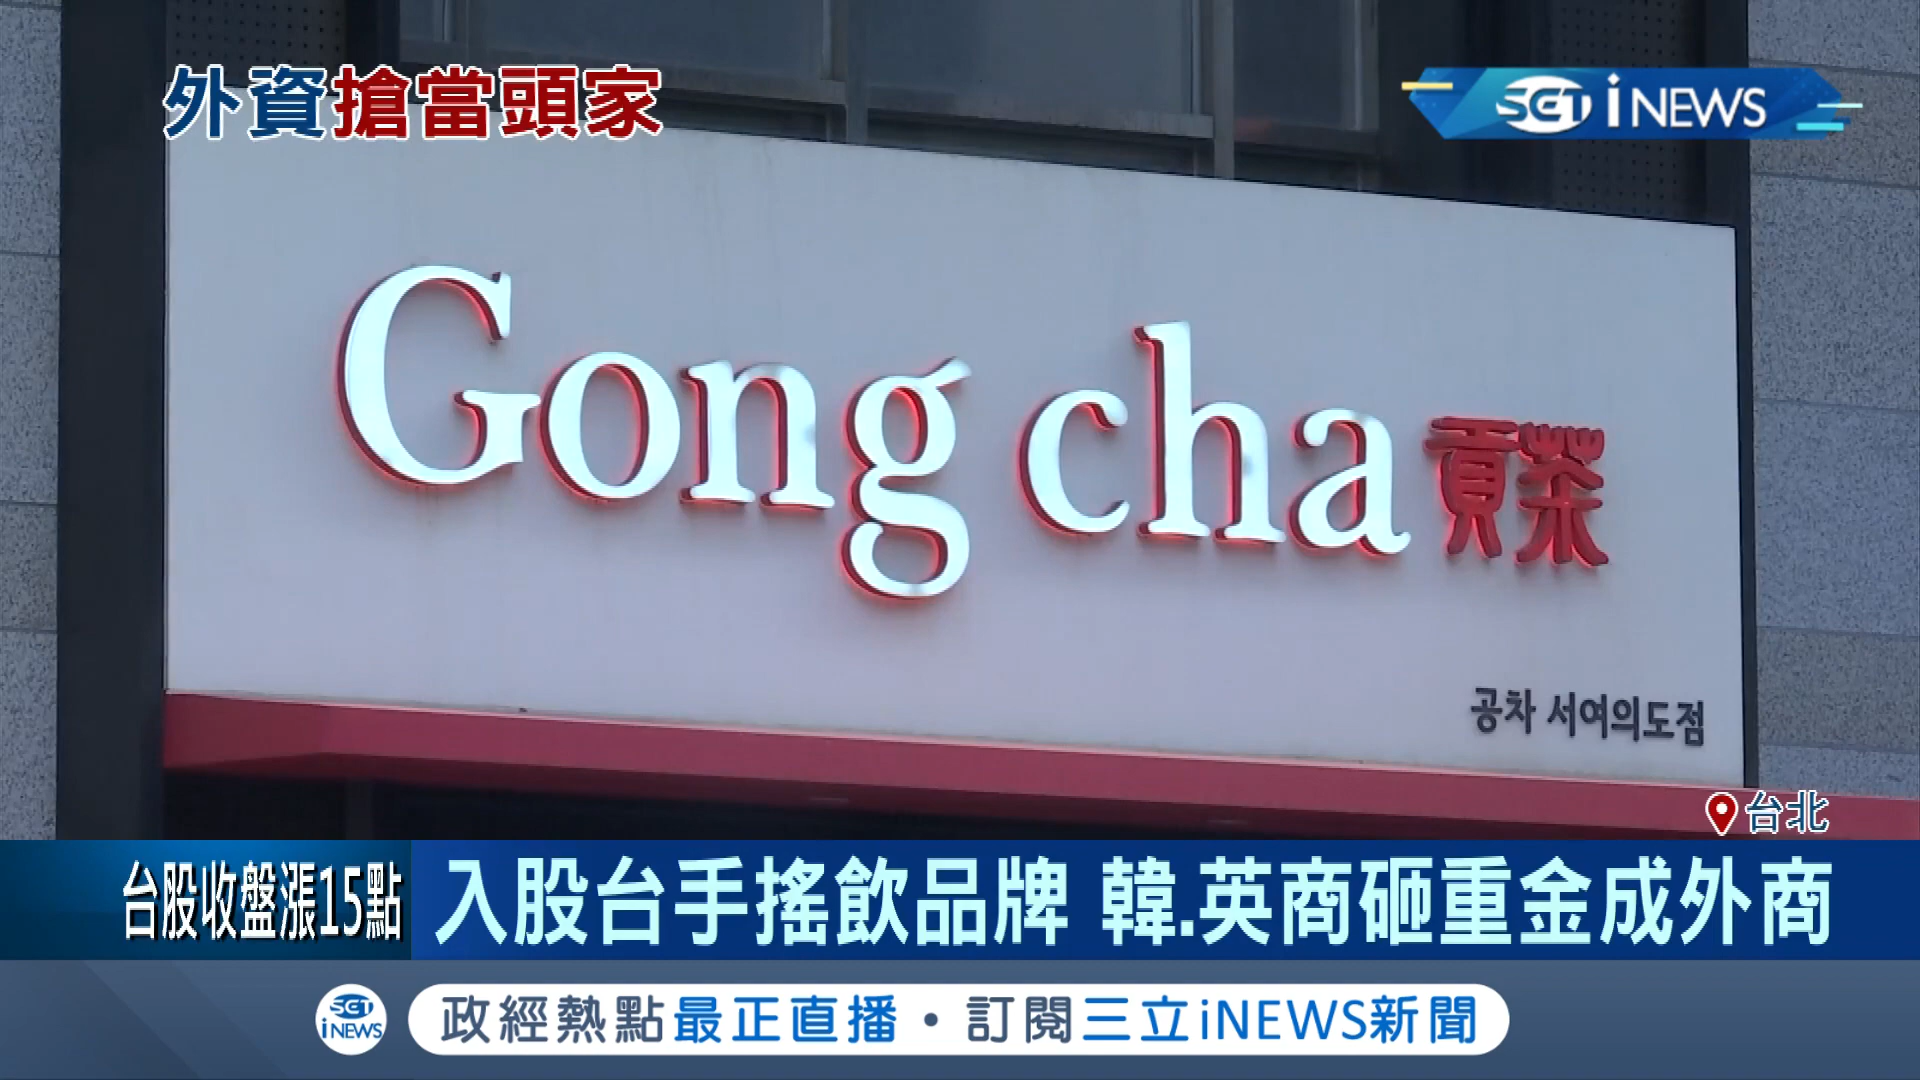 外資搶當頭家
SET iNEWS
Gong cha 貢茶
공차 서여의도점
台北
台股收盤漲15點
入股台手搖飲品牌 韓.英商砸重金成外商
SET iNEWS
政經熱點最正直播・訂閱三立iNEWS新聞